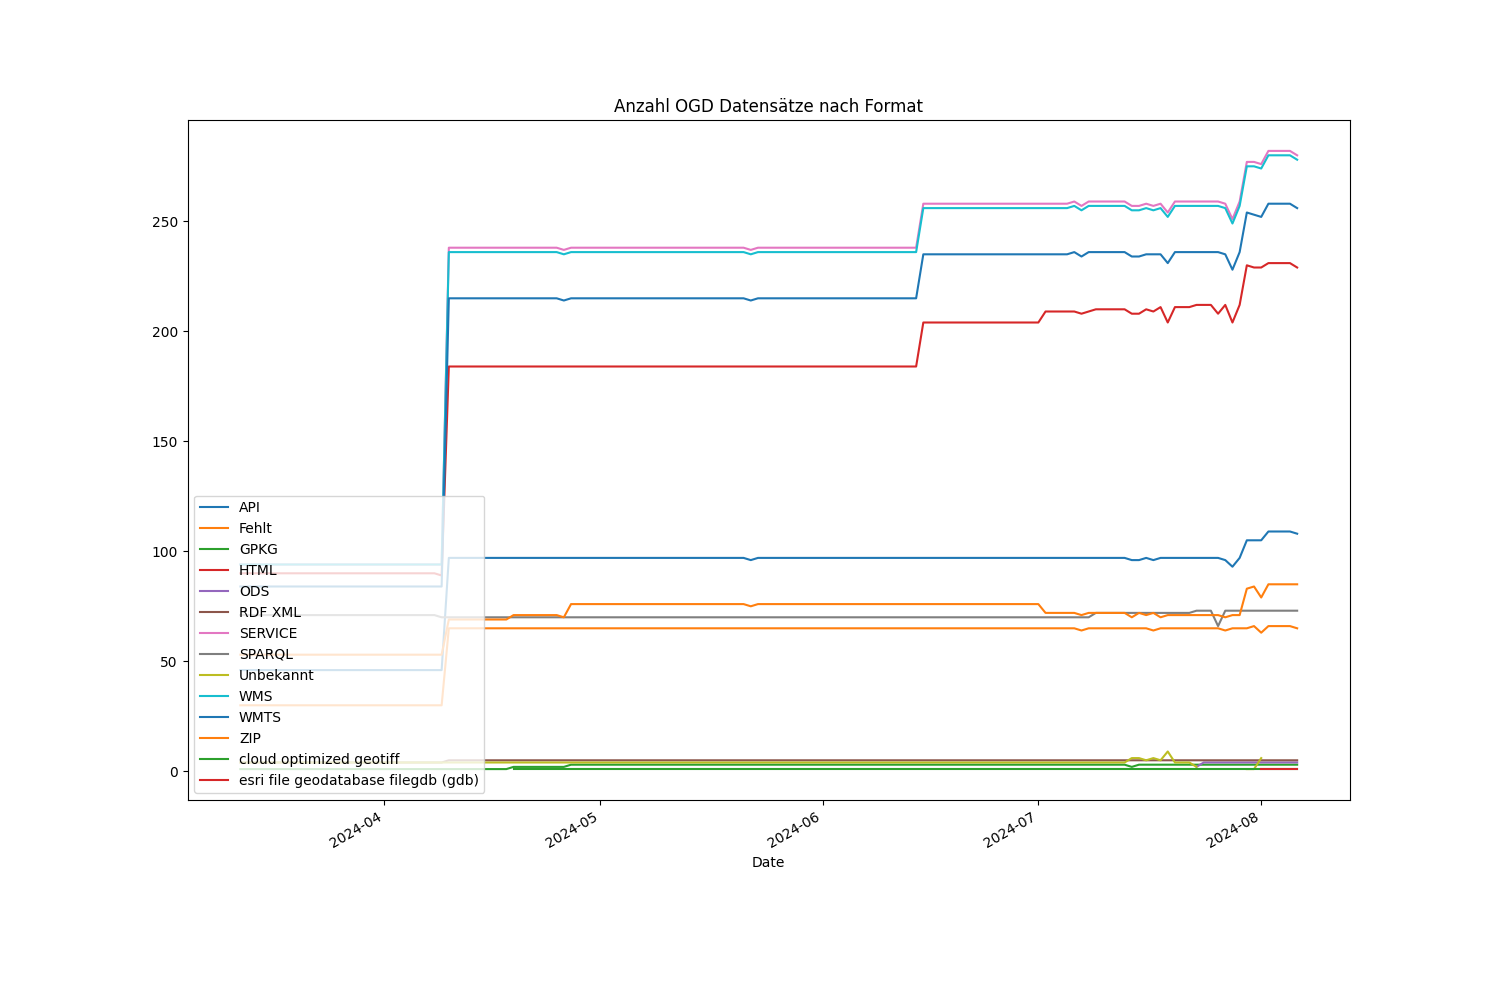 Anzahl OGD Datensätze nach Format
250
200
150
100
50
0
API
Fehlt
GPKG
HTML
ODS
RDF XML
SERVICE
SPARQL
Unbekannt
WMS
WMTS
ZIP
cloud optimized geotiff
esri file geodatabase filegdb (gdb)
2024-04
2024-05
2024-06
2024-07
2024-08
Date